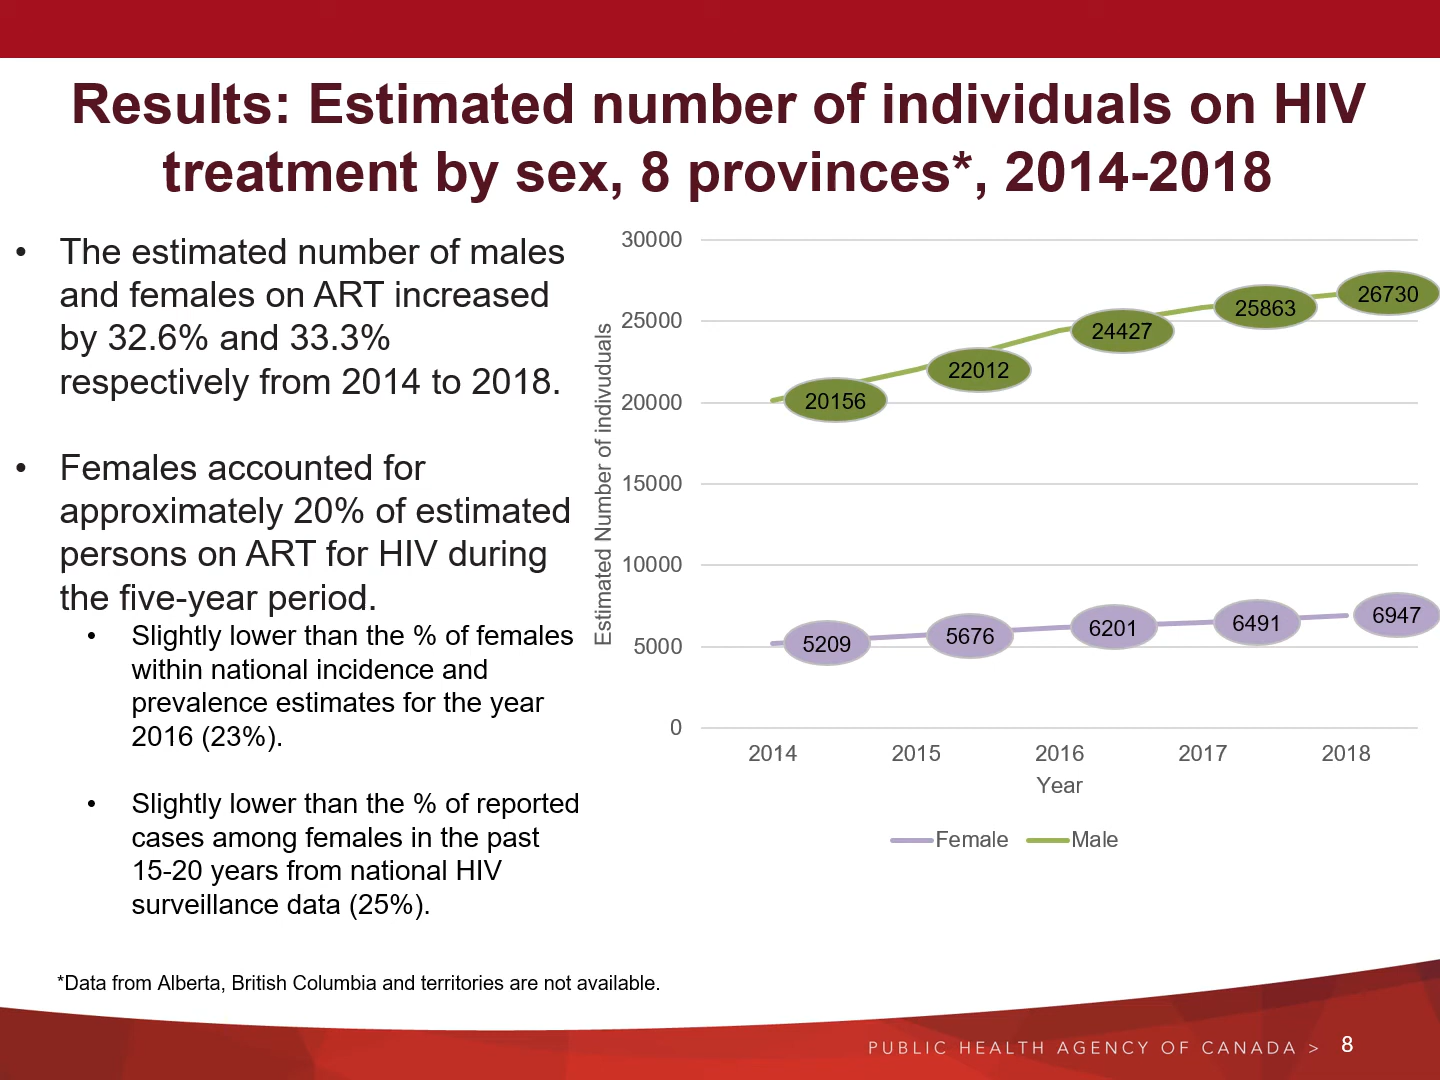 Results: Estimated number of individuals on HIV
treatment by sex, 8 provinces*, 2014-2018
• The estimated number of males
and females on ART increased
by 32.6% and 33.3%
respectively from 2014 to 2018.
• Females accounted for
approximately 20% of estimated
persons on ART for HIV during
the five-year period.
• Slightly lower than the % of females
within national incidence and
prevalence estimates for the year
2016 (23%).
• Slightly lower than the % of reported
cases among females in the past
15-20 years from national HIV
surveillance data (25%).
Estimated Number of indivuduals
30000
25000
20000
15000
10000
5000
0
20156
22012
24427
25863
26730
5209
5676
6201
6491
6947
2014 2015 2016 2017 2018
Year
Female Male
*Data from Alberta, British Columbia and territories are not available.
PUBLIC HEALTH AGENCY OF CANADA > 8